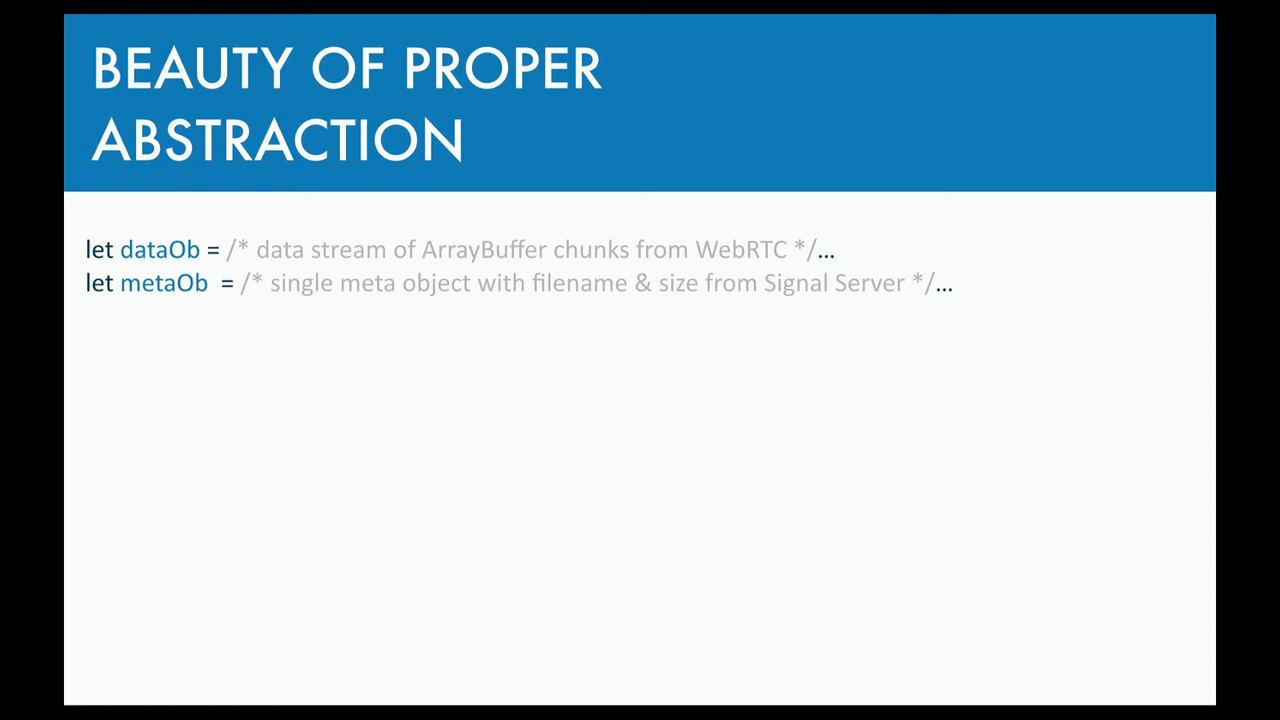 BEAUTY OF PROPER
ABSTRACTION
let dataOb = /* data stream of ArrayBuffer chunks from WebRTC */...
let metaOb  = /* single meta object with filename & size from Signal Server */...